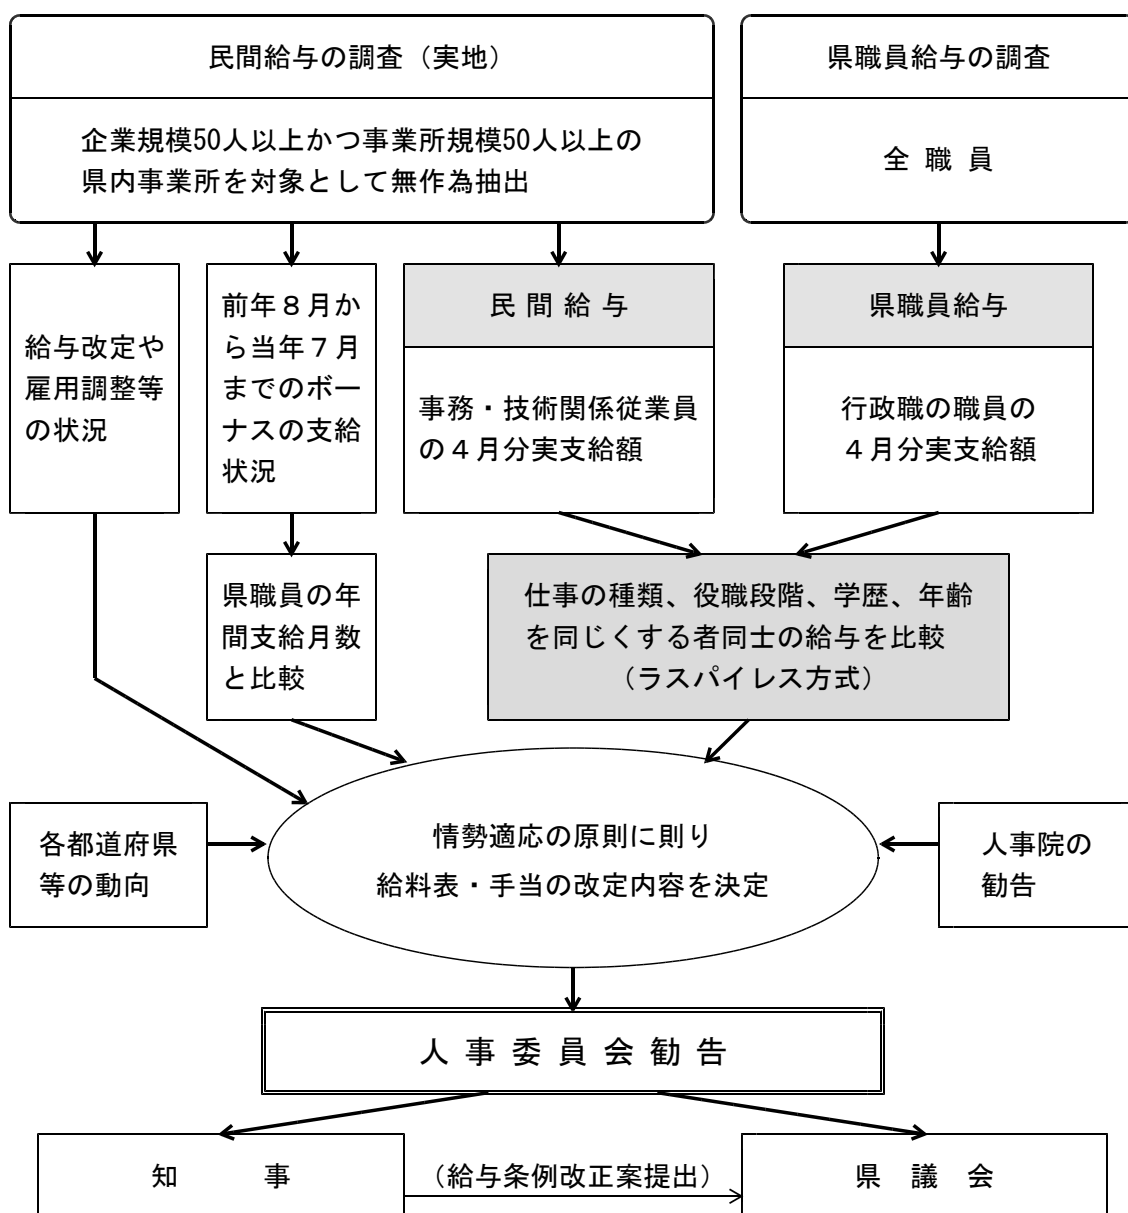 民間給与の調査（実地）
企業規模50人以上かつ事業所規模50人以上の
県内事業所を対象として無作為抽出
県職員給与の調査
全 職 員
給与改定や
雇用調整等
の状況
前年８月か
ら当年７月
までのボー
ナスの支給
状況
民 間 給 与
事務・技術関係従業員
の４月分実支給額
県職員給与
行政職の職員の
４月分実支給額
県職員の年
間支給月数
と比較
仕事の種類、役職段階、学歴、年齢
を同じくする者同士の給与を比較
（ラスパイレス方式）
各都道府県
等の動向
情勢適応の原則に則り
給料表・手当の改定内容を決定
人事院の
勧告
人 事 委 員 会 勧 告
知 事
（給与条例改正案提出）
県 議 会